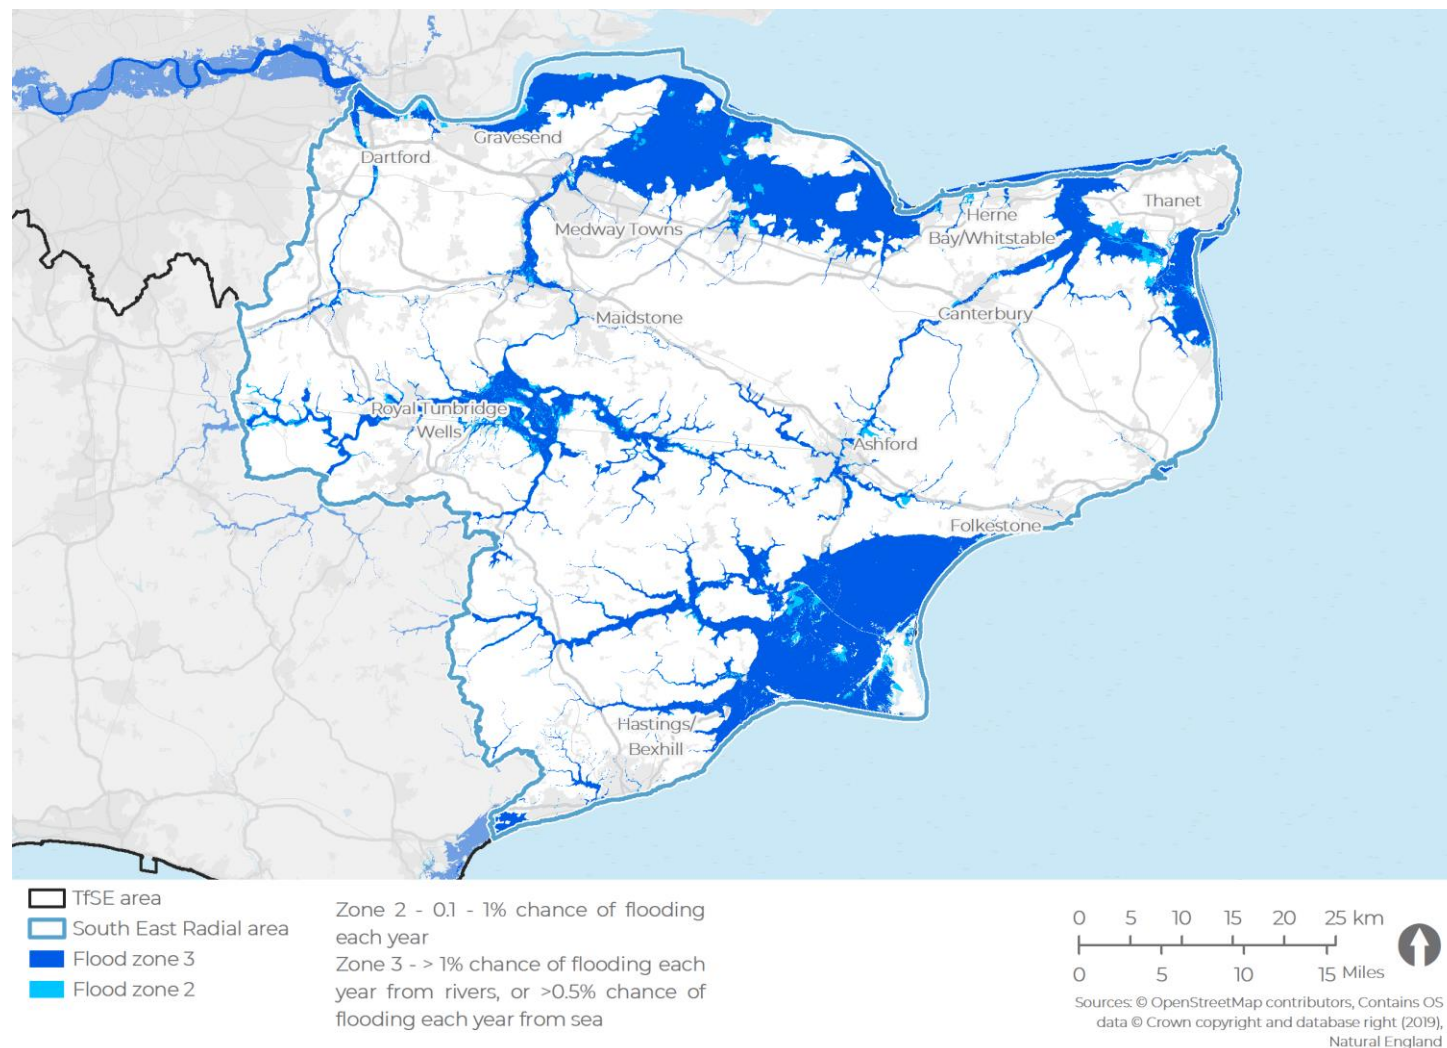 Gravesend
Dartford
Thanet
Medway Towns
Herne
Bay/Whitstable
Canterbury
Maidstone
Royal Tunbridge
Wells
Ashford
Folkestone
Hastings/
Bexhill
TfSE area
South East Radial area
Flood zone 3
Flood zone 2
Zone 2 - 0.1 - 1% chance of flooding
each year
Zone 3 - > 1% chance of flooding each
year from rivers, or >0.5% chance of
flooding each year from sea
0 5 10 15 20 25 km
0 5 10 15 Miles
Sources: © OpenStreetMap contributors, Contains OS
data © Crown copyright and database right (2019),
Natural England